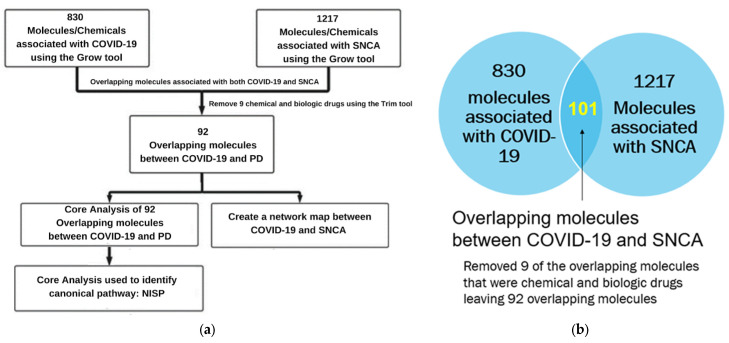 830
Molecules/Chemicals
associated with COVID-19
using the Grow tool
1217
Molecules/Chemicals
associated with SNCA
using the Grow tool
Overlapping molecules associated with both COVID-19 and SNCA
Remove 9 chemical and biologic drugs using the Trim tool
92
Overlapping molecules
between COVID-19 and PD
Core Analysis of 92
Overlapping molecules
between COVID-19 and PD
Create a network map between
COVID-19 and SNCA
Core Analysis used to identify
canonical pathway: NISP
(a)
830
molecules
associated
with COVID-
19
101
1217
Molecules
associated
with SNCA
Overlapping molecules
between COVID-19 and SNCA
Removed 9 of the overlapping molecules
that were chemical and biologic drugs
leaving 92 overlapping molecules
(b)